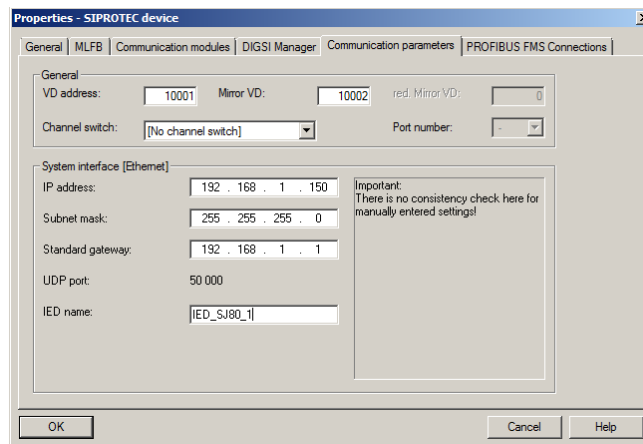 Properties - SIPROTEC device
General | MLFB | Communication modules | DIGSI Manager | Communication parameters | PROFIBUS FMS Connections
General
VD address: 10001 Mirror VD: 10002 red. Mirror VD: 0
Channel switch: [No channel switch] Port number: -
System interface [Ethernet]
IP address: 192 . 168 . 1 . 150
Subnet mask: 255 . 255 . 255 . 0
Standard gateway: 192 . 168 . 1 . 1
UDP port: 50 000
IED name: IED_SJ80_1
Important:
There is no consistency check here for
manually entered settings!
OK Cancel Help